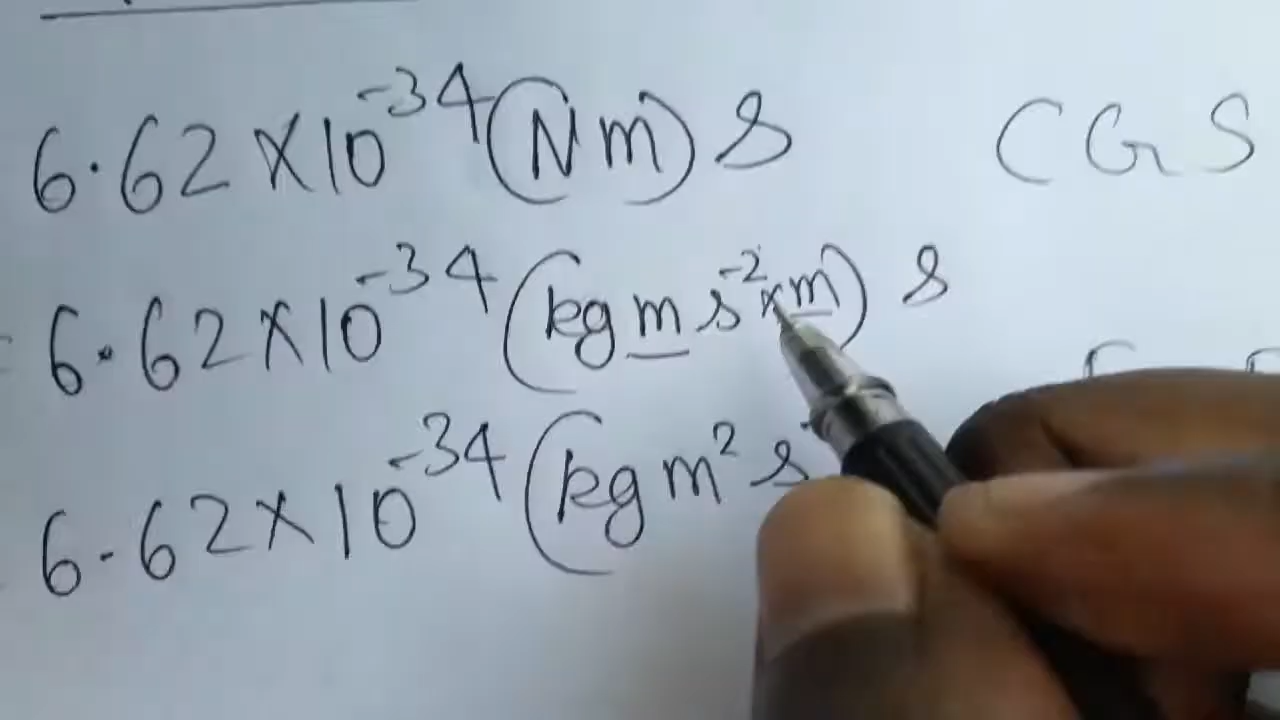 6.62×10⁻³⁴(Nm)s CGS
=6.62×10⁻³⁴(kg m s⁻²×m) s
6.62×10⁻³⁴(kg m² s